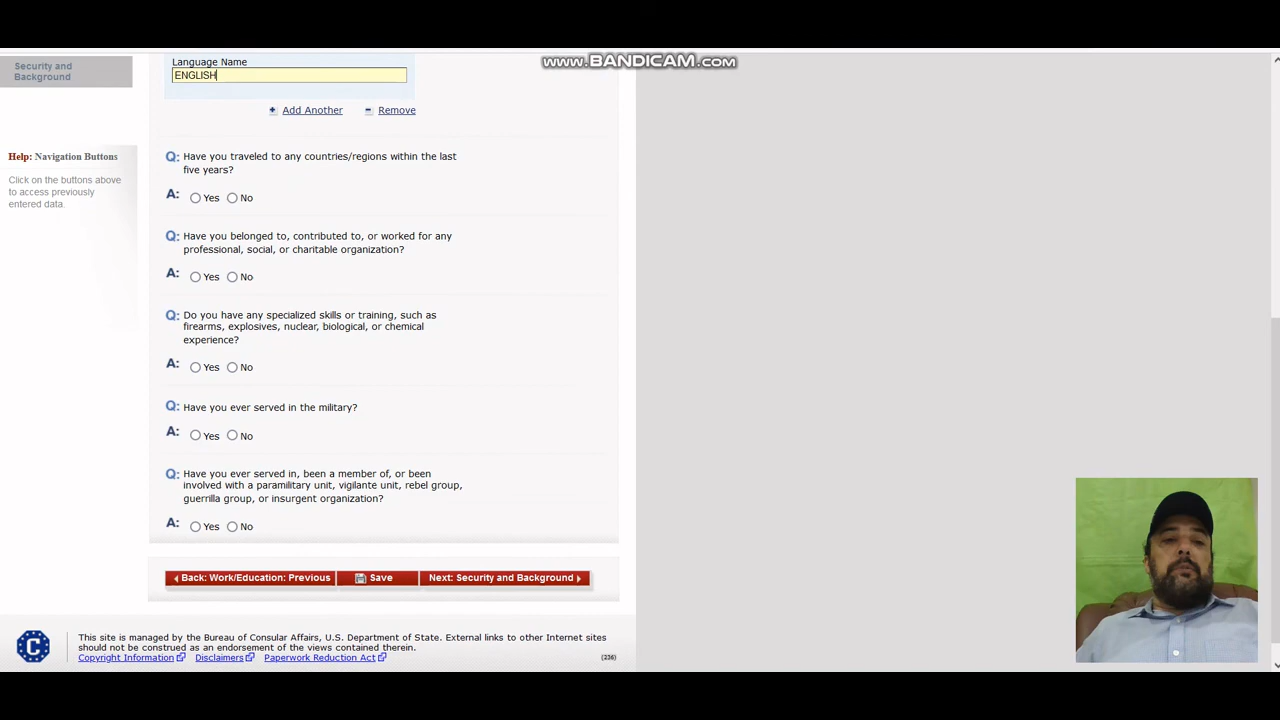 www.BANDICAM.com
Security and
Background
Language Name
ENGLISH
Add Another
Remove
Help: Navigation Buttons
Click on the buttons above
to access previously
entered data.
Q: Have you traveled to any countries/regions within the last
five years?
A: Yes No
Q: Have you belonged to, contributed to, or worked for any
professional, social, or charitable organization?
A: Yes No
Q: Do you have any specialized skills or training, such as
firearms, explosives, nuclear, biological, or chemical
experience?
A: Yes No
Q: Have you ever served in the military?
A: Yes No
Q: Have you ever served in, been a member of, or been
involved with a paramilitary unit, vigilante unit, rebel group,
guerrilla group, or insurgent organization?
A: Yes No
Back: Work/Education: Previous
Save
Next: Security and Background
C
This site is managed by the Bureau of Consular Affairs, U.S. Department of State. External links to other Internet sites
should not be construed as an endorsement of the views contained therein.
Copyright Information Disclaimers Paperwork Reduction Act
(236)